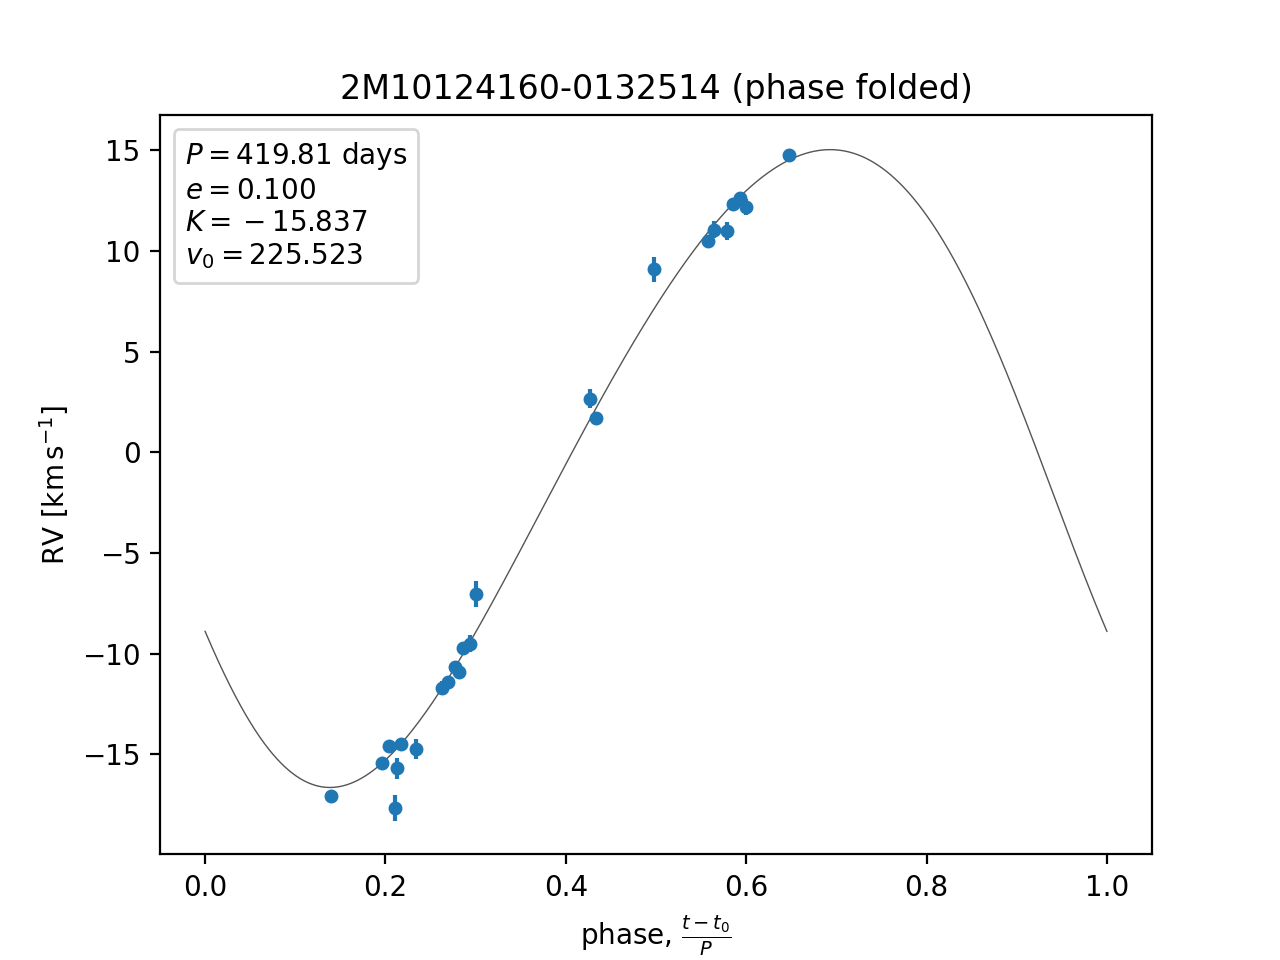 2M10124160-0132514 (phase folded)
P = 419.81 days
e = 0.100
K = −15.837
v₀ = 225.523
15
10
5
0
−5
−10
−15
RV [km s⁻¹]
0.0 0.2 0.4 0.6 0.8 1.0
phase, (t − t₀)/P